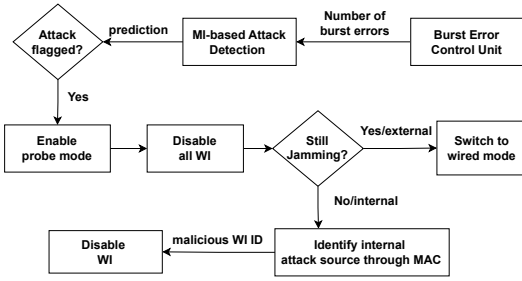 Attack
flagged?
prediction
MI-based Attack
Detection
Number of
burst errors
Burst Error
Control Unit
Yes
Enable
probe mode
Disable
all WI
Still
Jamming?
Yes/external
Switch to
wired mode
No/internal
Identify internal
attack source through MAC
malicious WI ID
Disable
WI